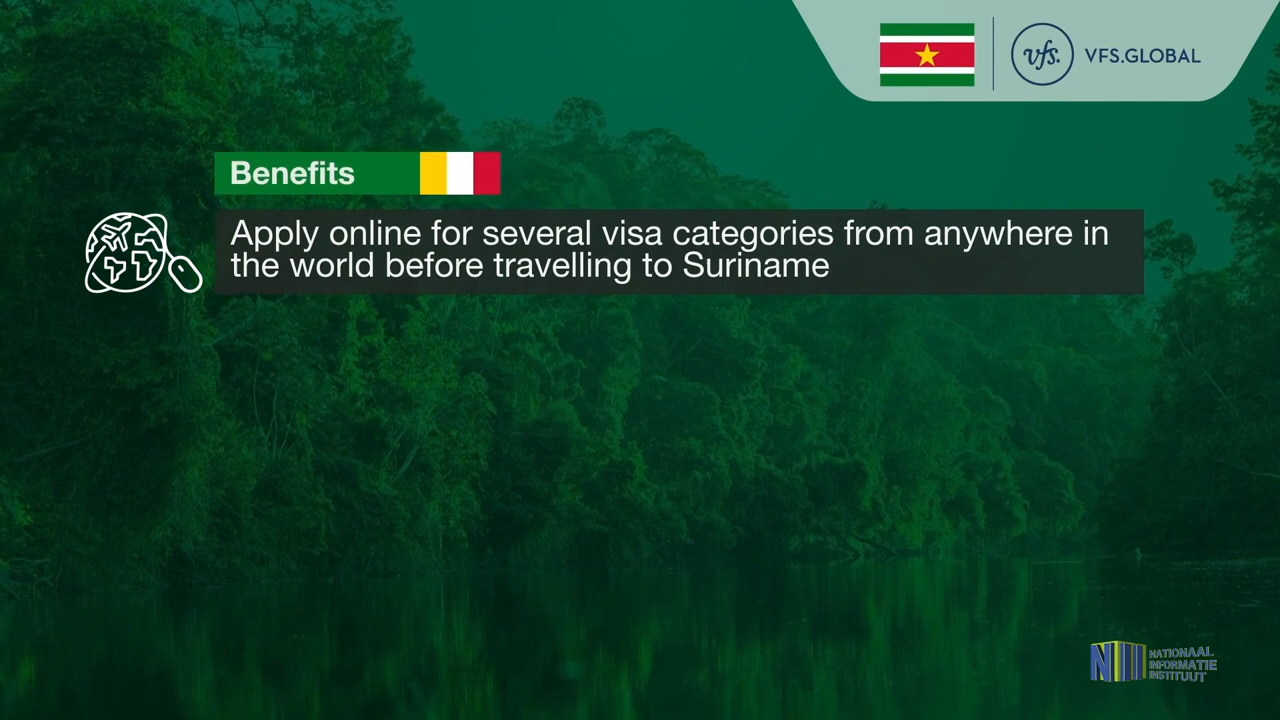 vfs. VFS.GLOBAL
Benefits
Apply online for several visa categories from anywhere in
the world before travelling to Suriname
NII NATIONAAL
INFORMATIE
INSTITUUT